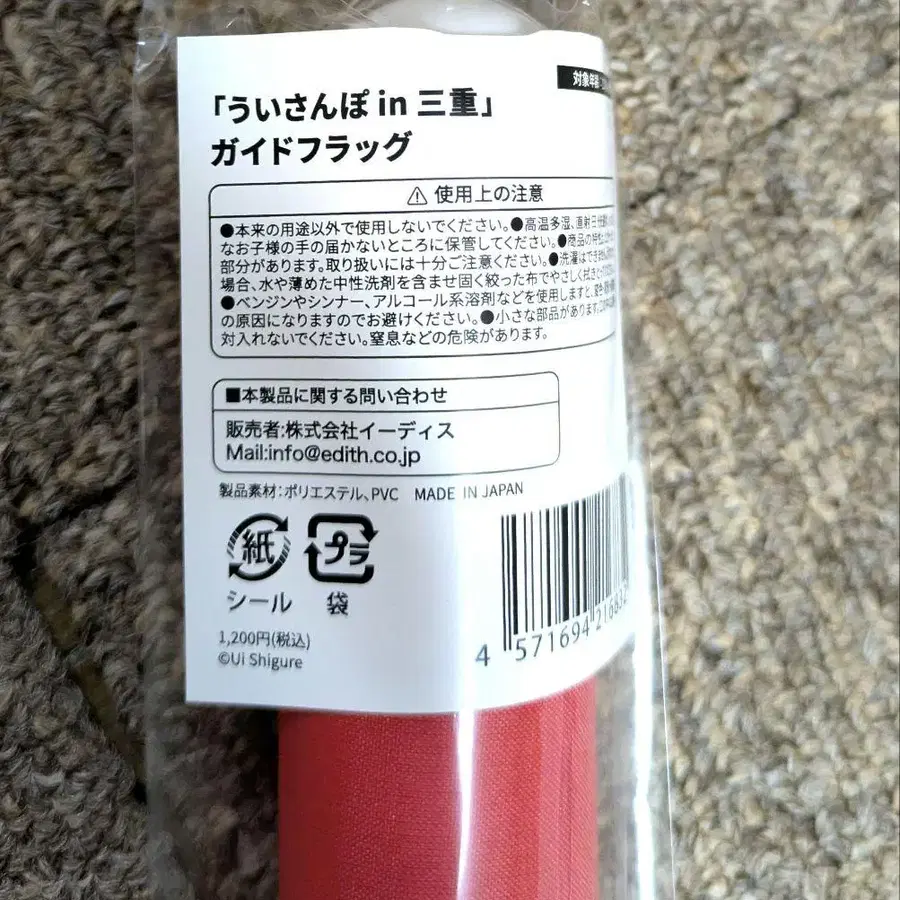 対象年齢
「ういさんぽ in 三重」
ガイドフラッグ
⚠ 使用上の注意
●本来の用途以外で使用しないでください。●高温多湿、直射日
なお子様の手の届かないところに保管してください。●商品の特性上
部分があります。取り扱いには十分ご注意ください。●洗濯はできません
場合、水や薄めた中性洗剤を含ませ固く絞った布でやさしく拭き
●ベンジンやシンナー、アルコール系溶剤などを使用しますと、変色・
の原因になりますのでお避けください。●小さな部品があります。
対入れないでください。窒息などの危険があります。
■本製品に関する問い合わせ
販売者:株式会社イーディス
Mail:info@edith.co.jp
製品素材:ポリエステル、PVC MADE IN JAPAN
紙 プラ
シール 袋
1,200円(税込)
©Ui Shigure
4 571694 216832